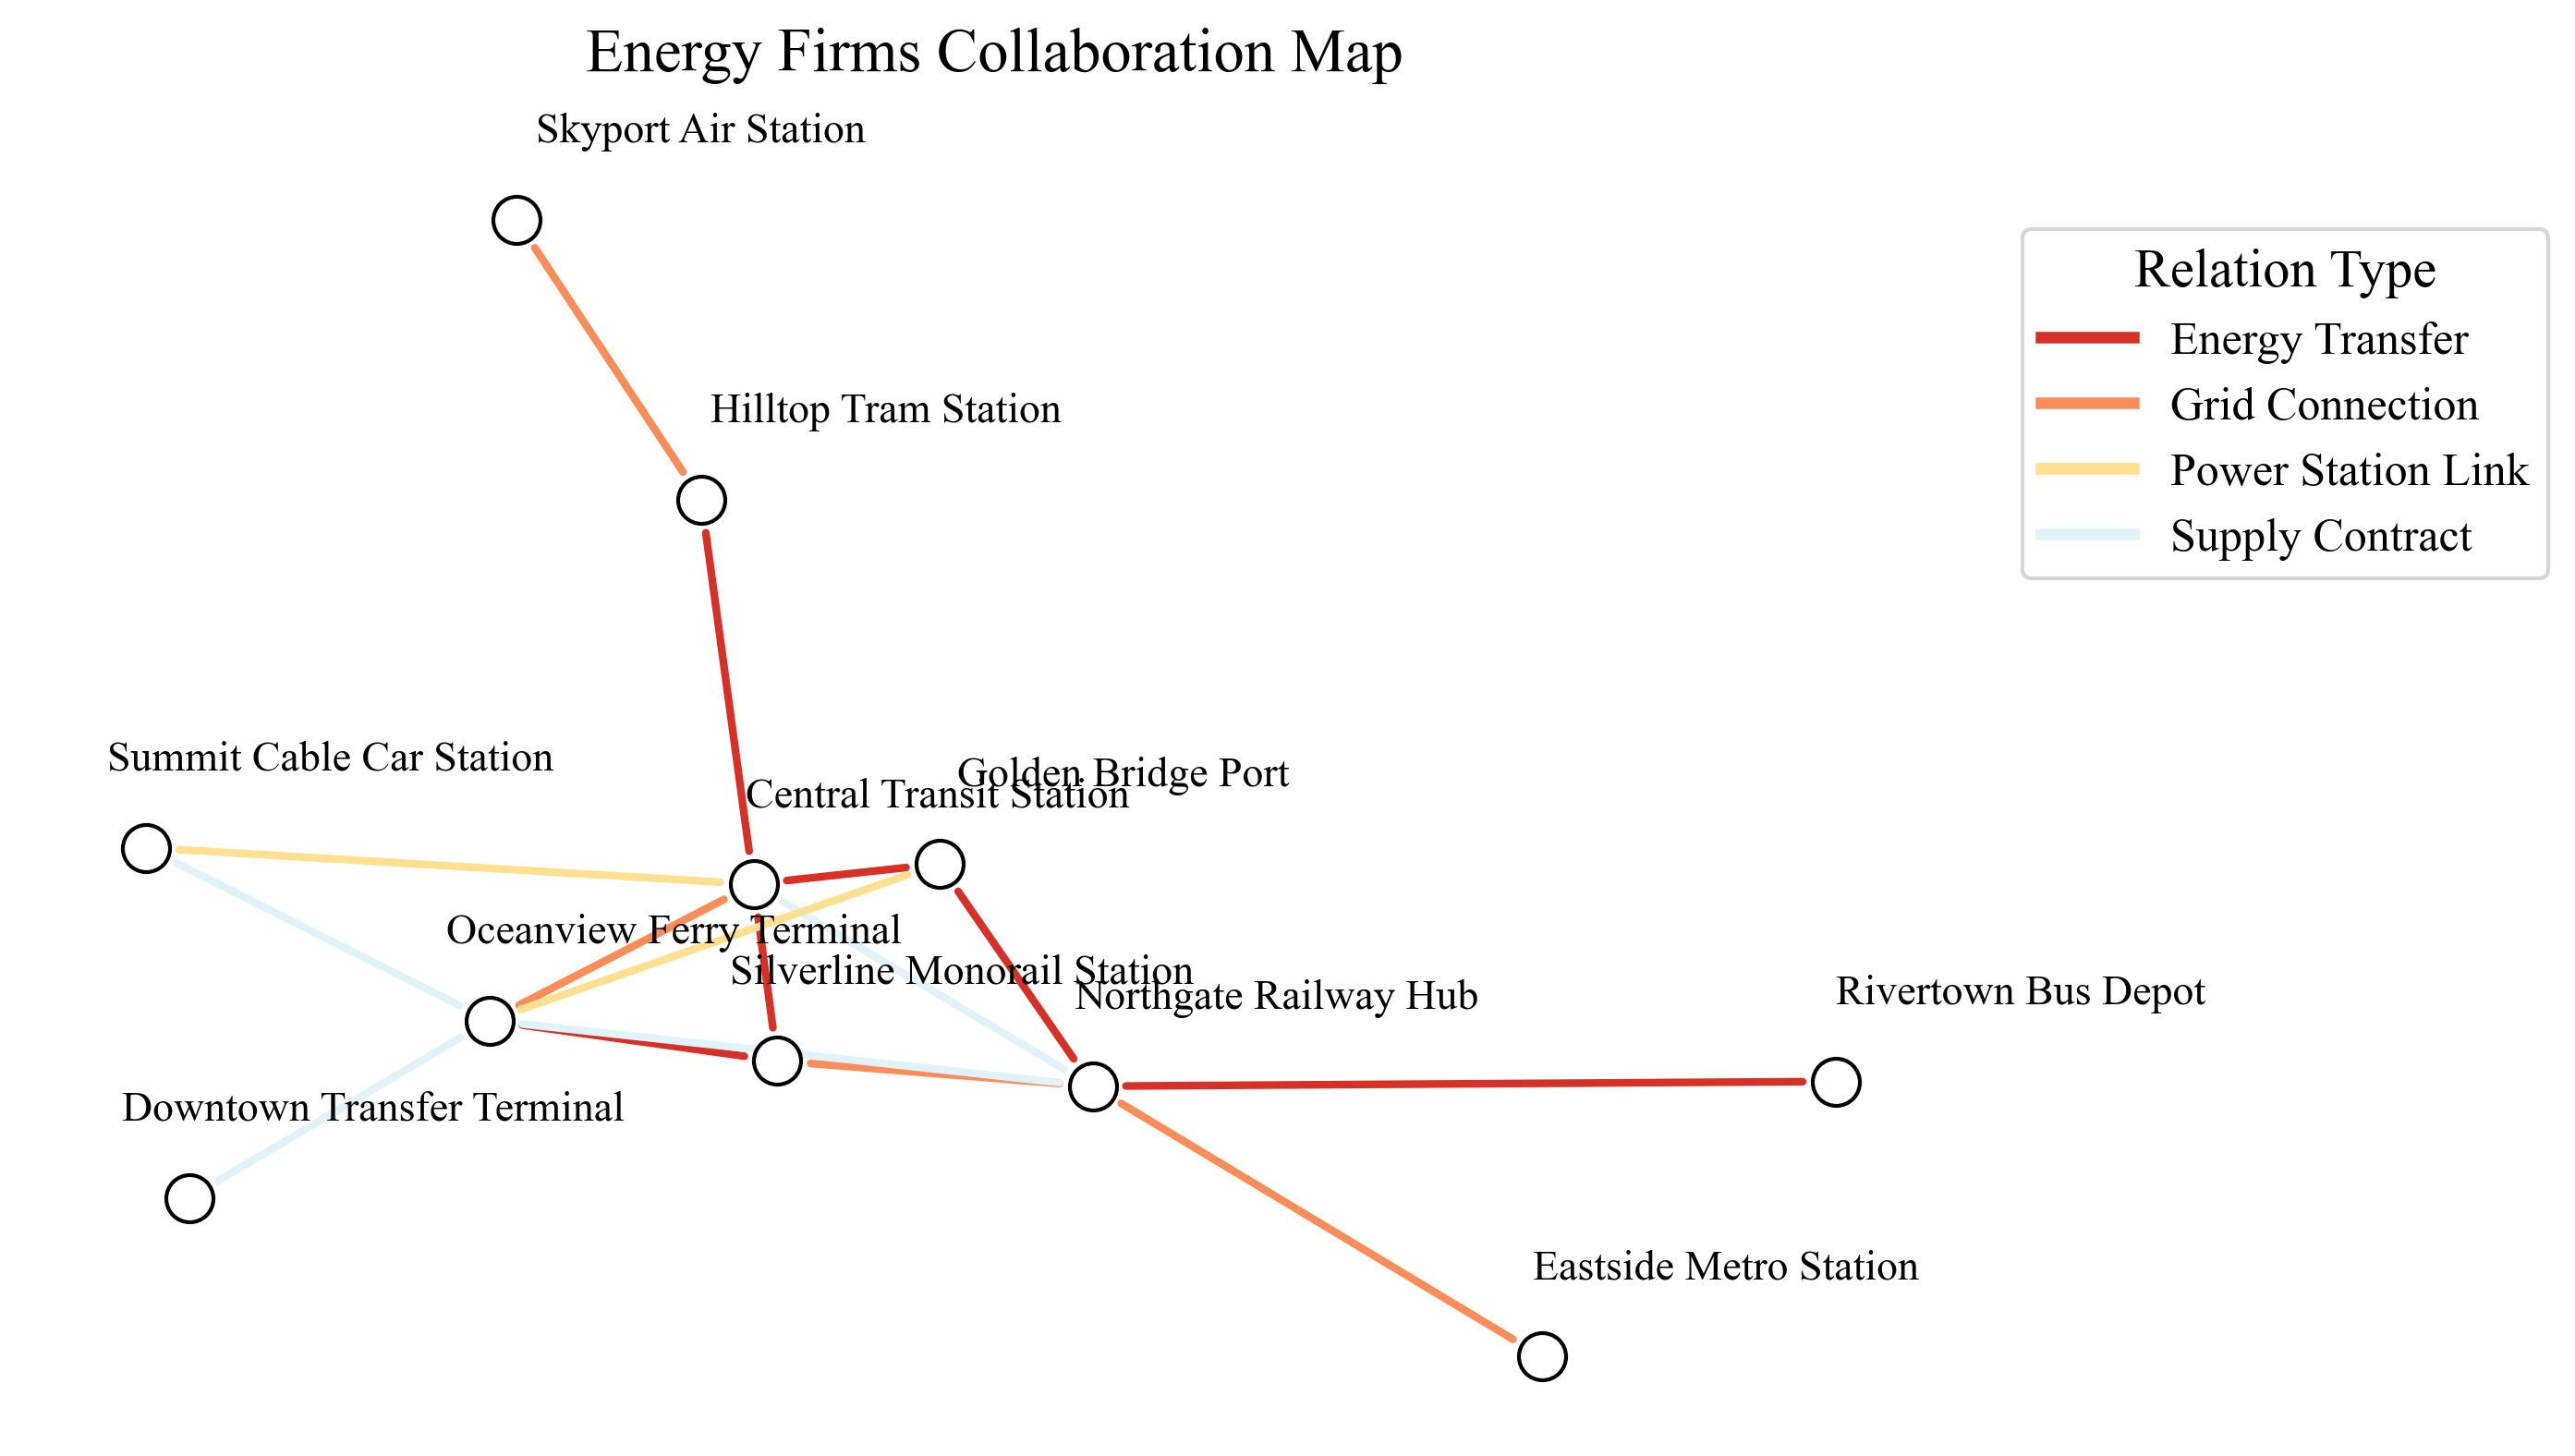 Energy Firms Collaboration Map
Skyport Air Station
Relation Type
Energy Transfer
Grid Connection
Power Station Link
Supply Contract
Hilltop Tram Station
Summit Cable Car Station
Golden Bridge Port
Central Transit Station
Oceanview Ferry Terminal
Silverline Monorail Station
Northgate Railway Hub
Rivertown Bus Depot
Downtown Transfer Terminal
Eastside Metro Station